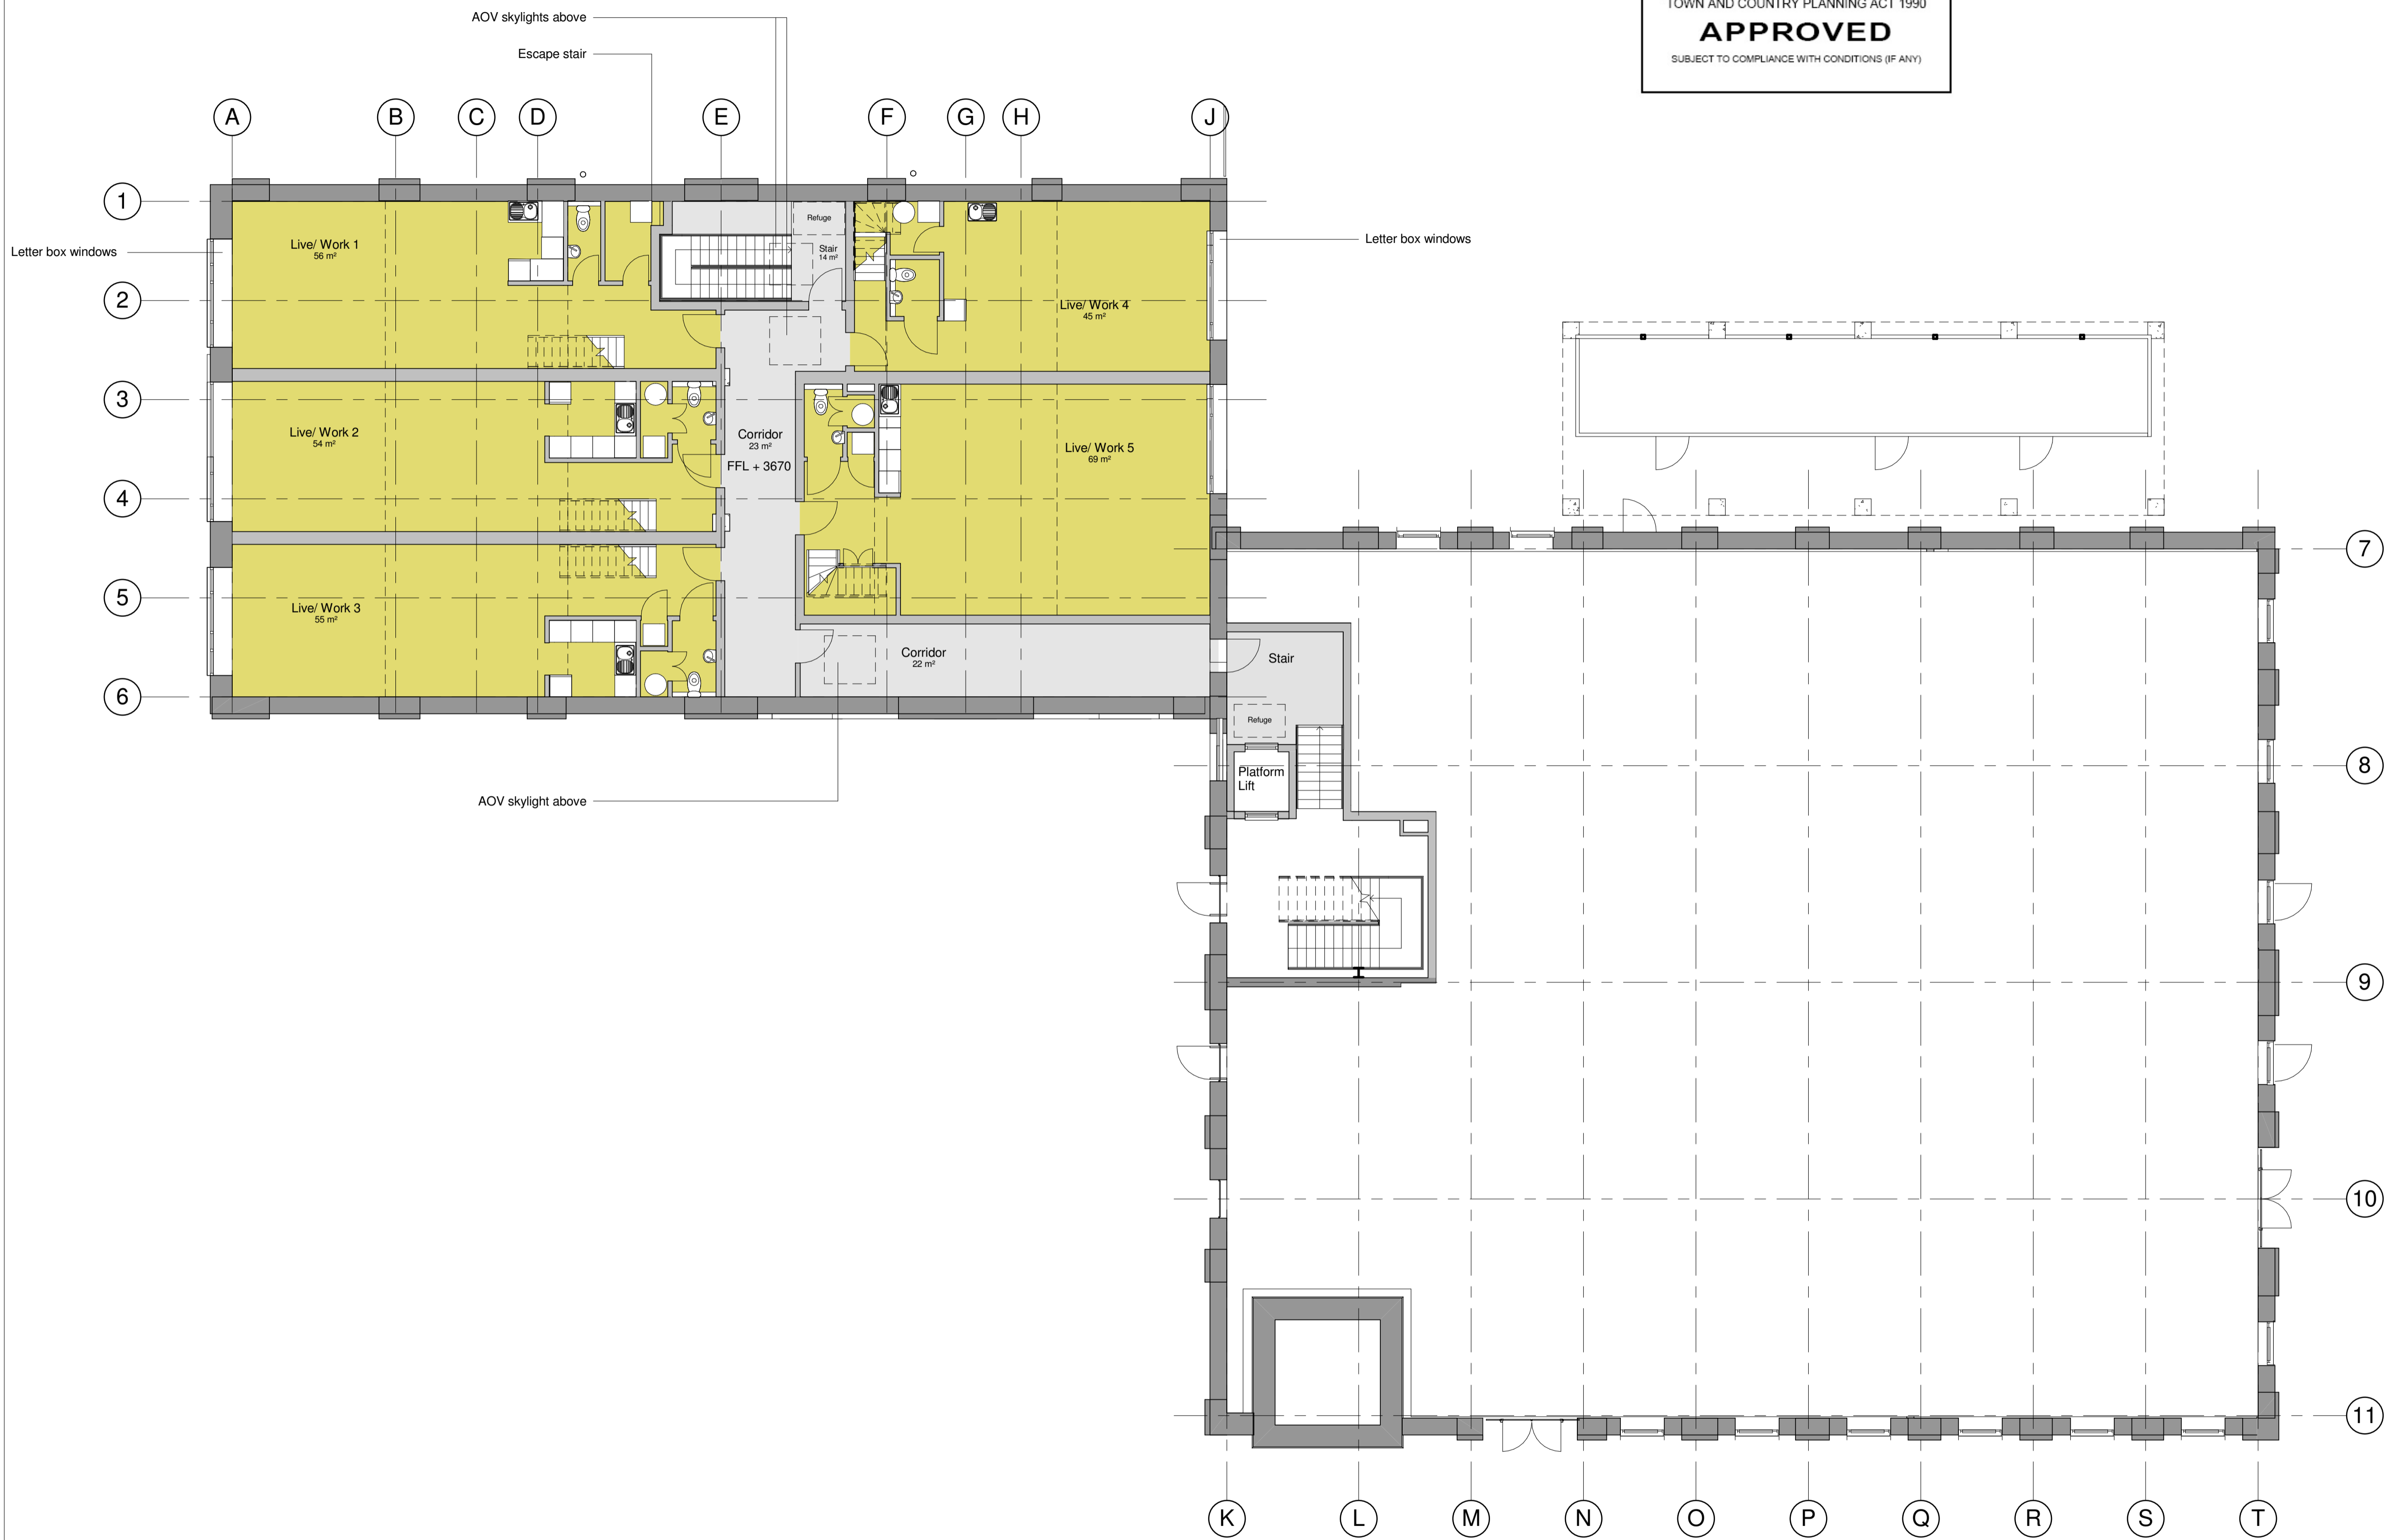 TOWN AND COUNTRY PLANNING ACT 1990
APPROVED
SUBJECT TO COMPLIANCE WITH CONDITIONS (IF ANY)
AOV skylights above
Escape stair
A
B
C
D
E
F
G
H
J
1
2
3
4
5
6
Letter box windows
Letter box windows
Live/ Work 1
56 m²
Refuge
Stair
14 m²
Live/ Work 4
45 m²
Live/ Work 2
54 m²
Corridor
23 m²
FFL + 3670
Live/ Work 5
69 m²
Live/ Work 3
55 m²
Corridor
22 m²
Stair
Refuge
Platform
Lift
AOV skylight above
7
8
9
10
11
K
L
M
N
O
P
Q
R
S
T